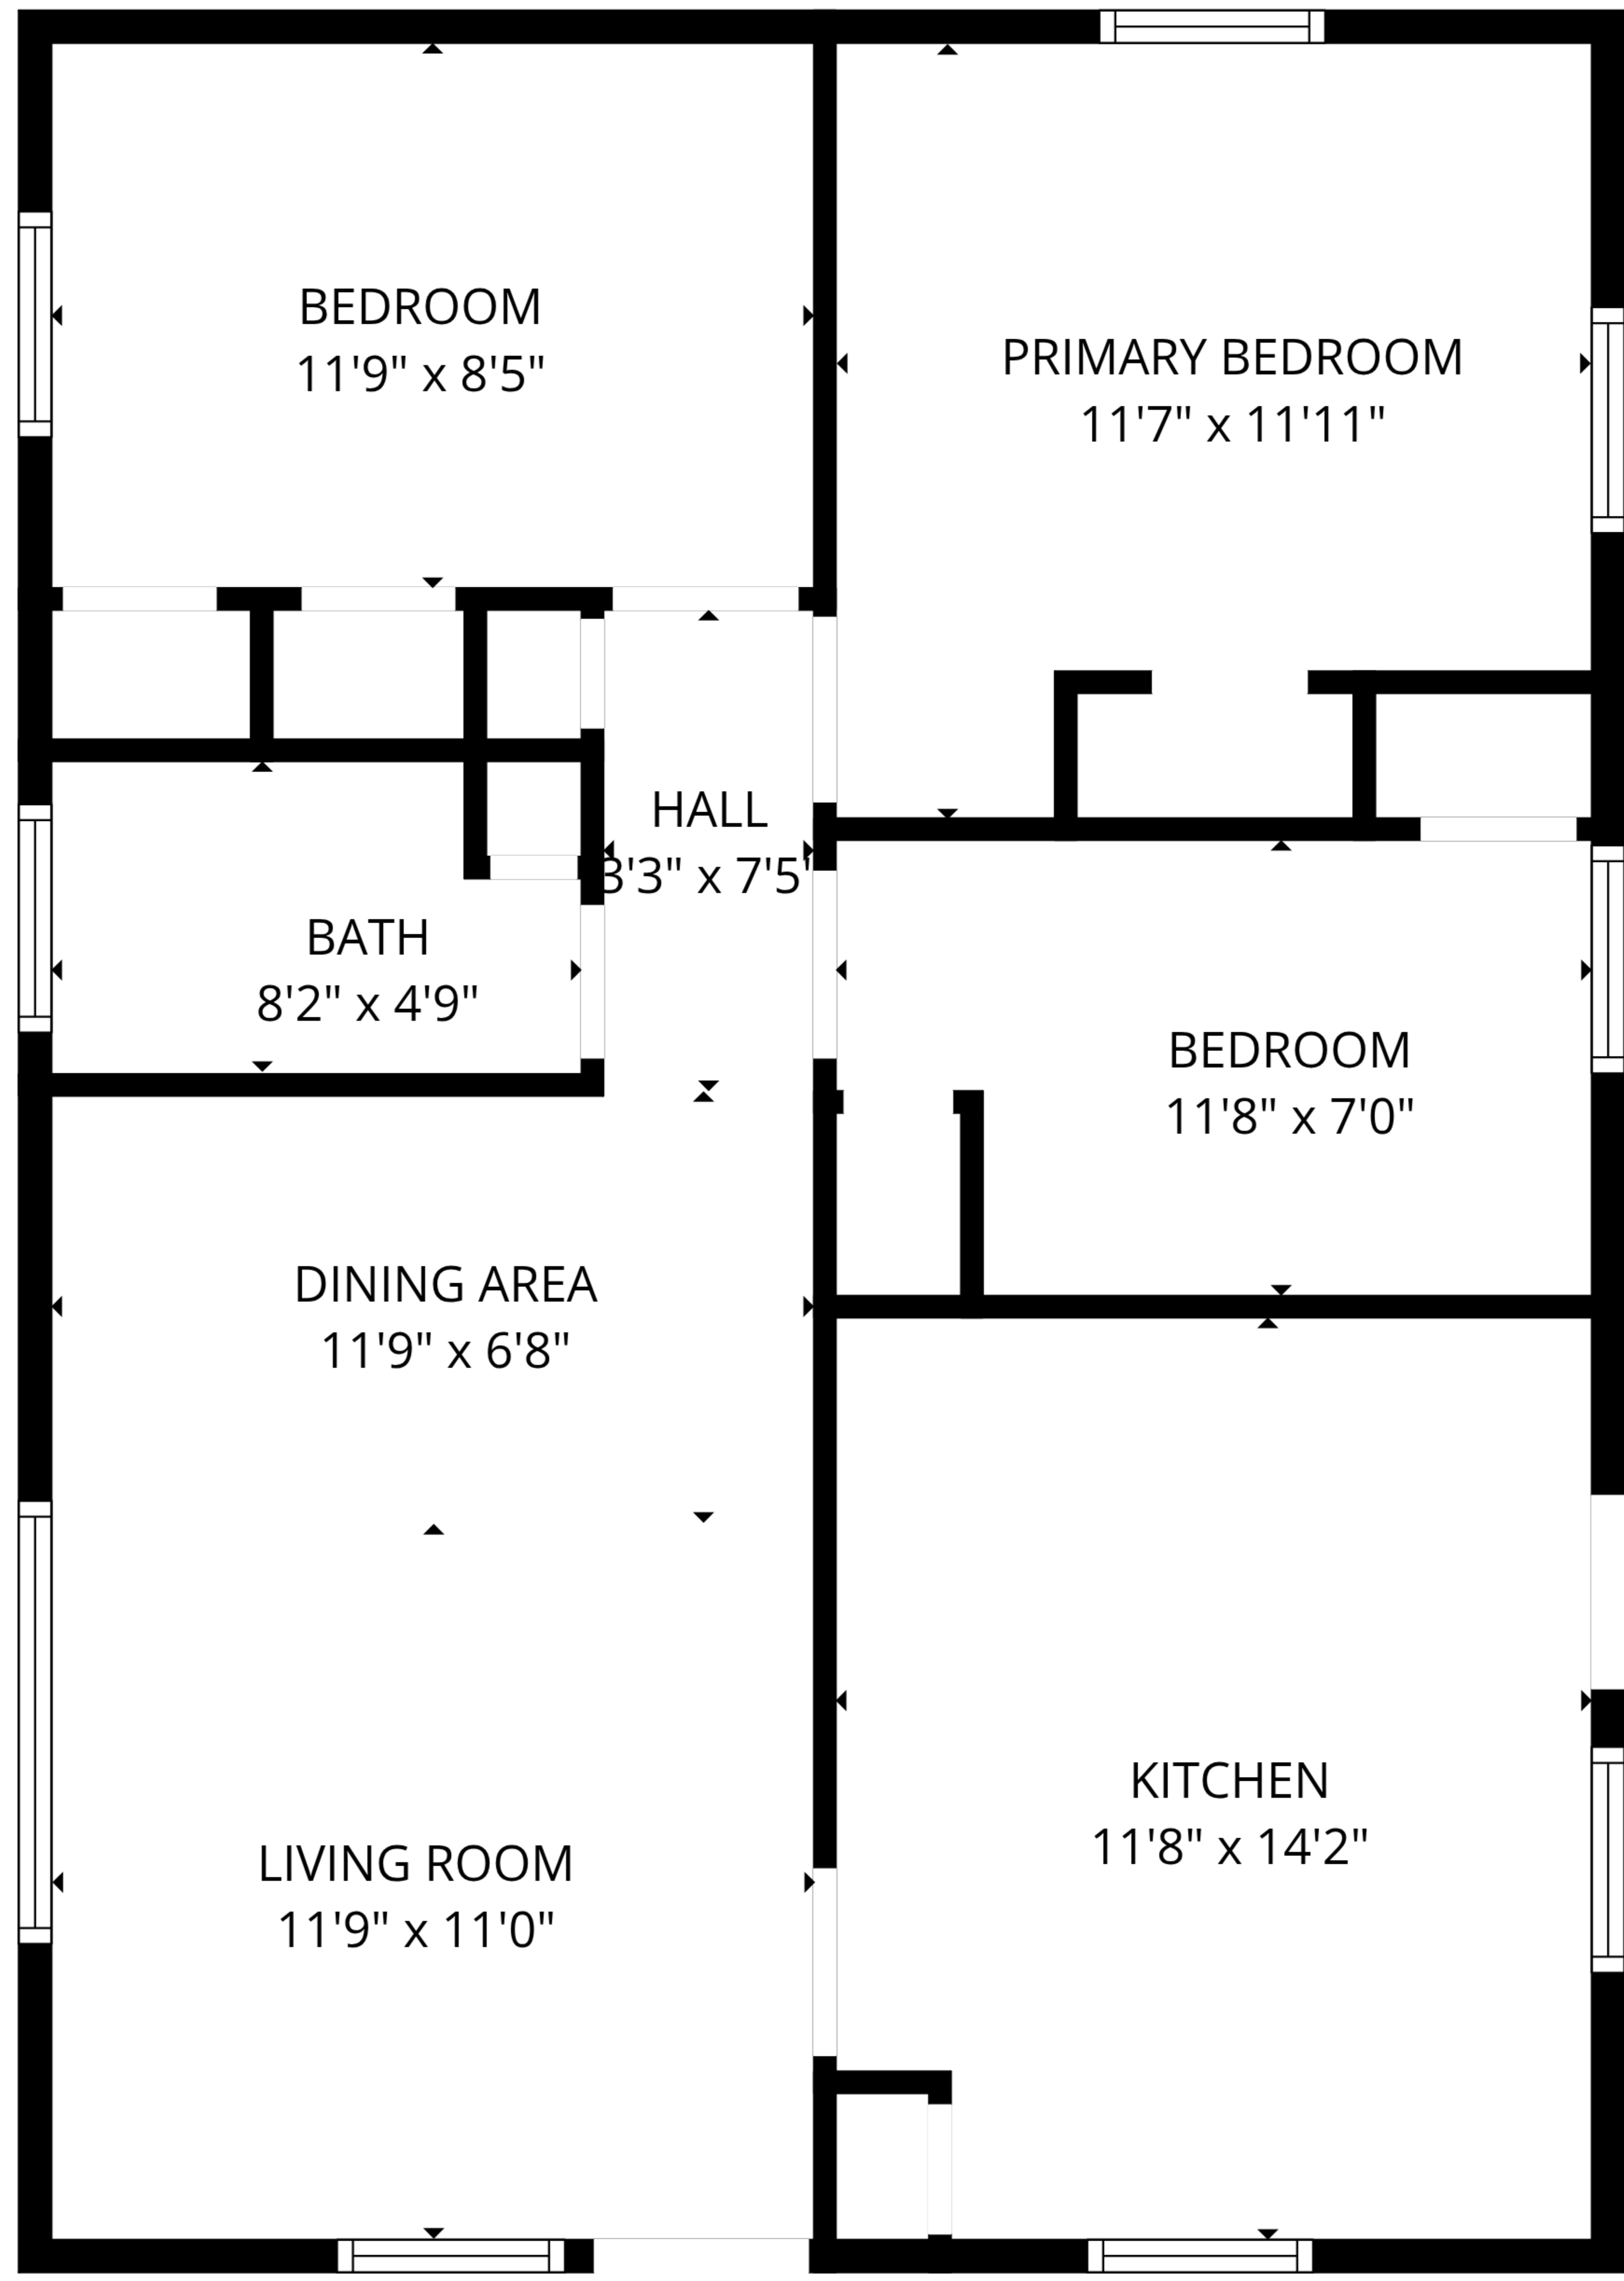 BEDROOM
11'9" x 8'5"
PRIMARY BEDROOM
11'7" x 11'11"
HALL
3'3" x 7'5"
BATH
8'2" x 4'9"
BEDROOM
11'8" x 7'0"
DINING AREA
11'9" x 6'8"
KITCHEN
11'8" x 14'2"
LIVING ROOM
11'9" x 11'0"